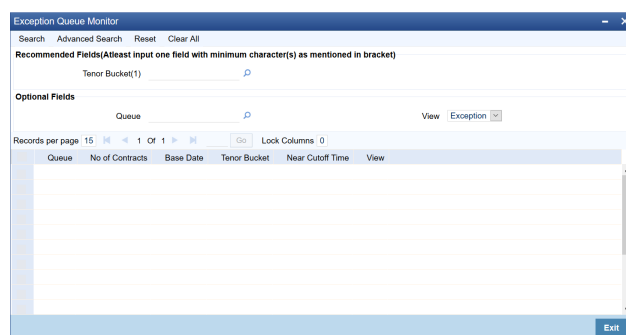 Exception Queue Monitor
Search Advanced Search Reset Clear All
Recommended Fields(Atleast input one field with minimum character(s) as mentioned in bracket)
Tenor Bucket(1)
Optional Fields
Queue View Exception
Records per page 15 1 Of 1 Go Lock Columns 0
Queue No of Contracts Base Date Tenor Bucket Near Cutoff Time View
Exit